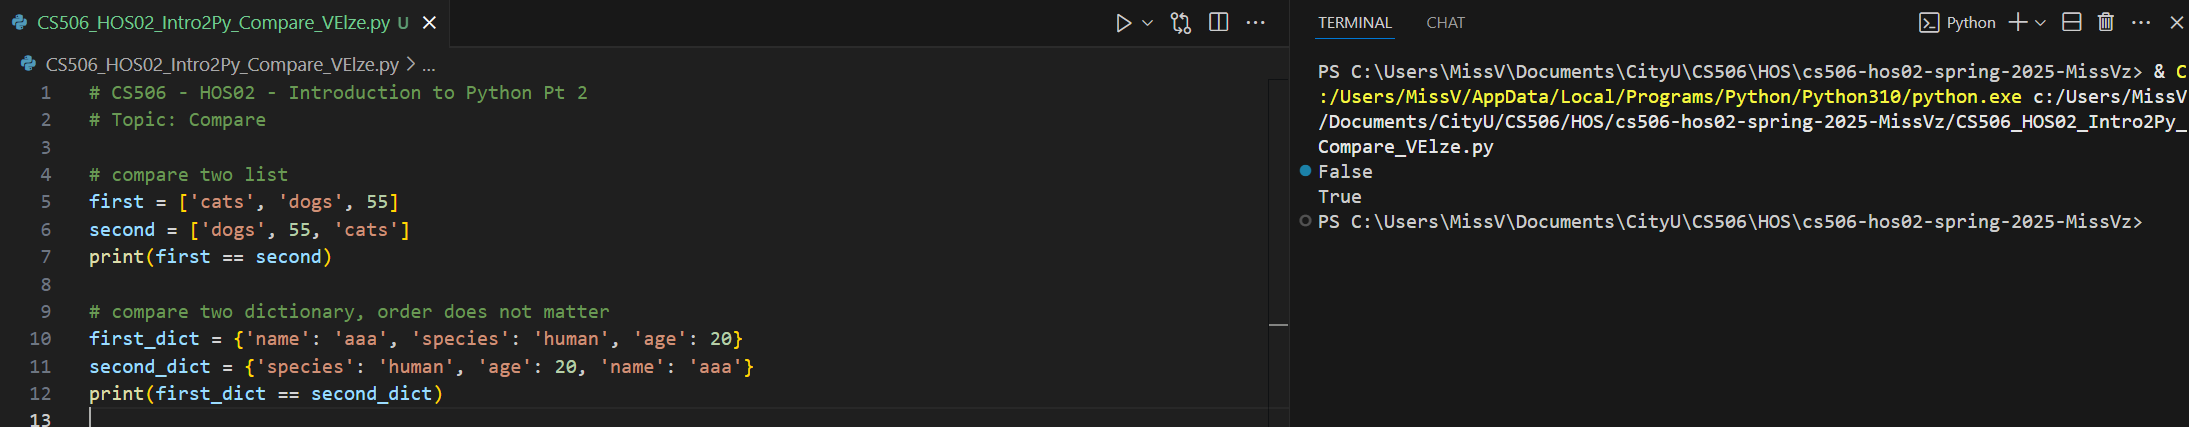 CS506_HOS02_Intro2Py_Compare_VElze.py U
CS506_HOS02_Intro2Py_Compare_VElze.py > ...
1 # CS506 - HOS02 - Introduction to Python Pt 2
2 # Topic: Compare
3
4 # compare two list
5 first = ['cats', 'dogs', 55]
6 second = ['dogs', 55, 'cats']
7 print(first == second)
8
9 # compare two dictionary, order does not matter
10 first_dict = {'name': 'aaa', 'species': 'human', 'age': 20}
11 second_dict = {'species': 'human', 'age': 20, 'name': 'aaa'}
12 print(first_dict == second_dict)
13
TERMINAL CHAT Python
PS C:\Users\MissV\Documents\CityU\CS506\HOS\cs506-hos02-spring-2025-MissVz> & C
:/Users/MissV/AppData/Local/Programs/Python/Python310/python.exe c:/Users/MissV
/Documents/CityU/CS506/HOS/cs506-hos02-spring-2025-MissVz/CS506_HOS02_Intro2Py_
Compare_VElze.py
False
True
PS C:\Users\MissV\Documents\CityU\CS506\HOS\cs506-hos02-spring-2025-MissVz>